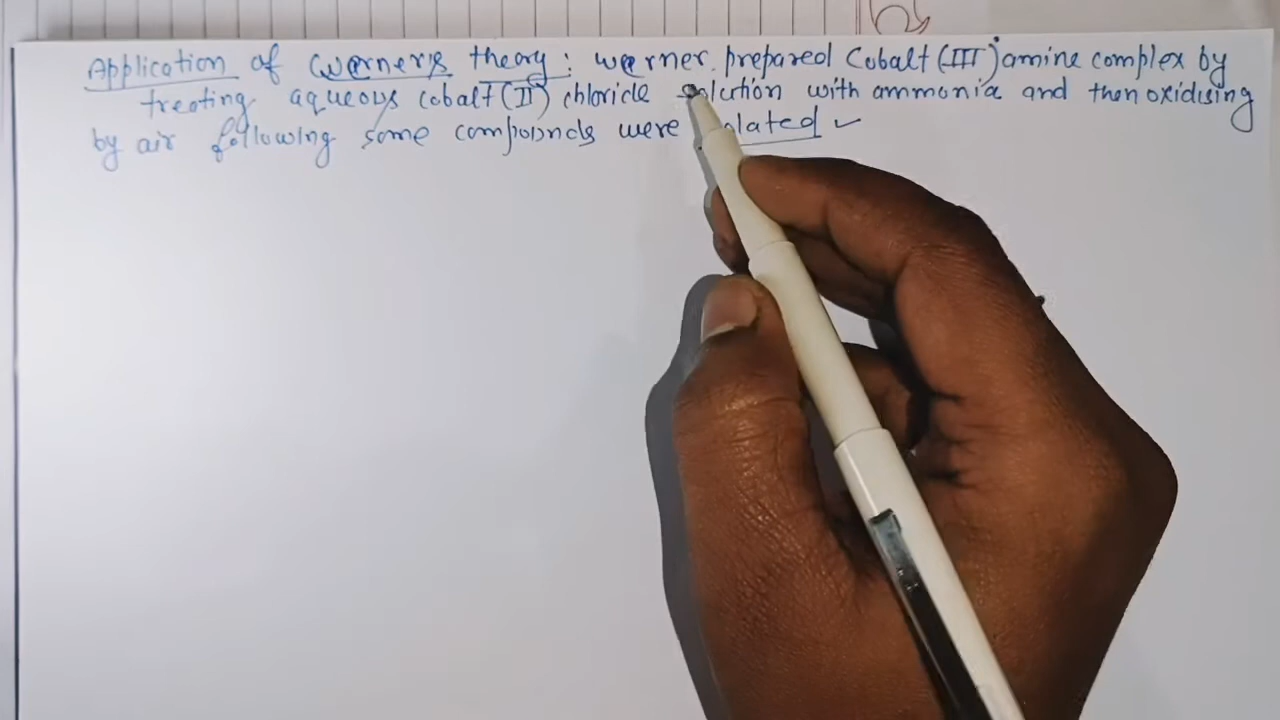 Application of Werner's theory: werner prepared Cobalt(III) amine complex by
treating aqueous cobalt(II) chloride solution with ammonia and then oxidising
by air following some compounds were isolated